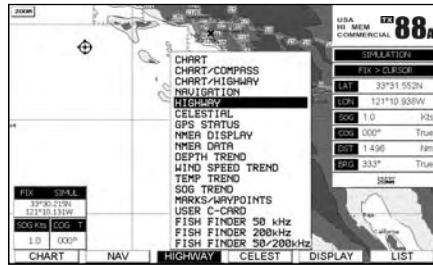 ZOOM
USA
HI MEM TX
COMMERCIAL 88A
SIMULATION
FIX > CURSOR
LAT 33°31.552N
LON 121°10.938W
SOG 1.0 Kts
COG 000° True
DST 1.496 Nm
BRG 333° True
CHART
CHART/COMPASS
CHART/HIGHWAY
NAVIGATION
HIGHWAY
CELESTIAL
GPS STATUS
NMEA DISPLAY
NMEA DATA
DEPTH TREND
WIND SPEED TREND
TEMP TREND
SOG TREND
MARKS/WAYPOINTS
USER C-CARD
FISH FINDER 50 kHz
FISH FINDER 200kHz
FISH FINDER 50/200kHz
FIX SIMUL.
33°30.215N
121°10.131W
SOG Kts COG T
1.0 000°
California
CHART NAV HIGHWAY CELEST DISPLAY LIST